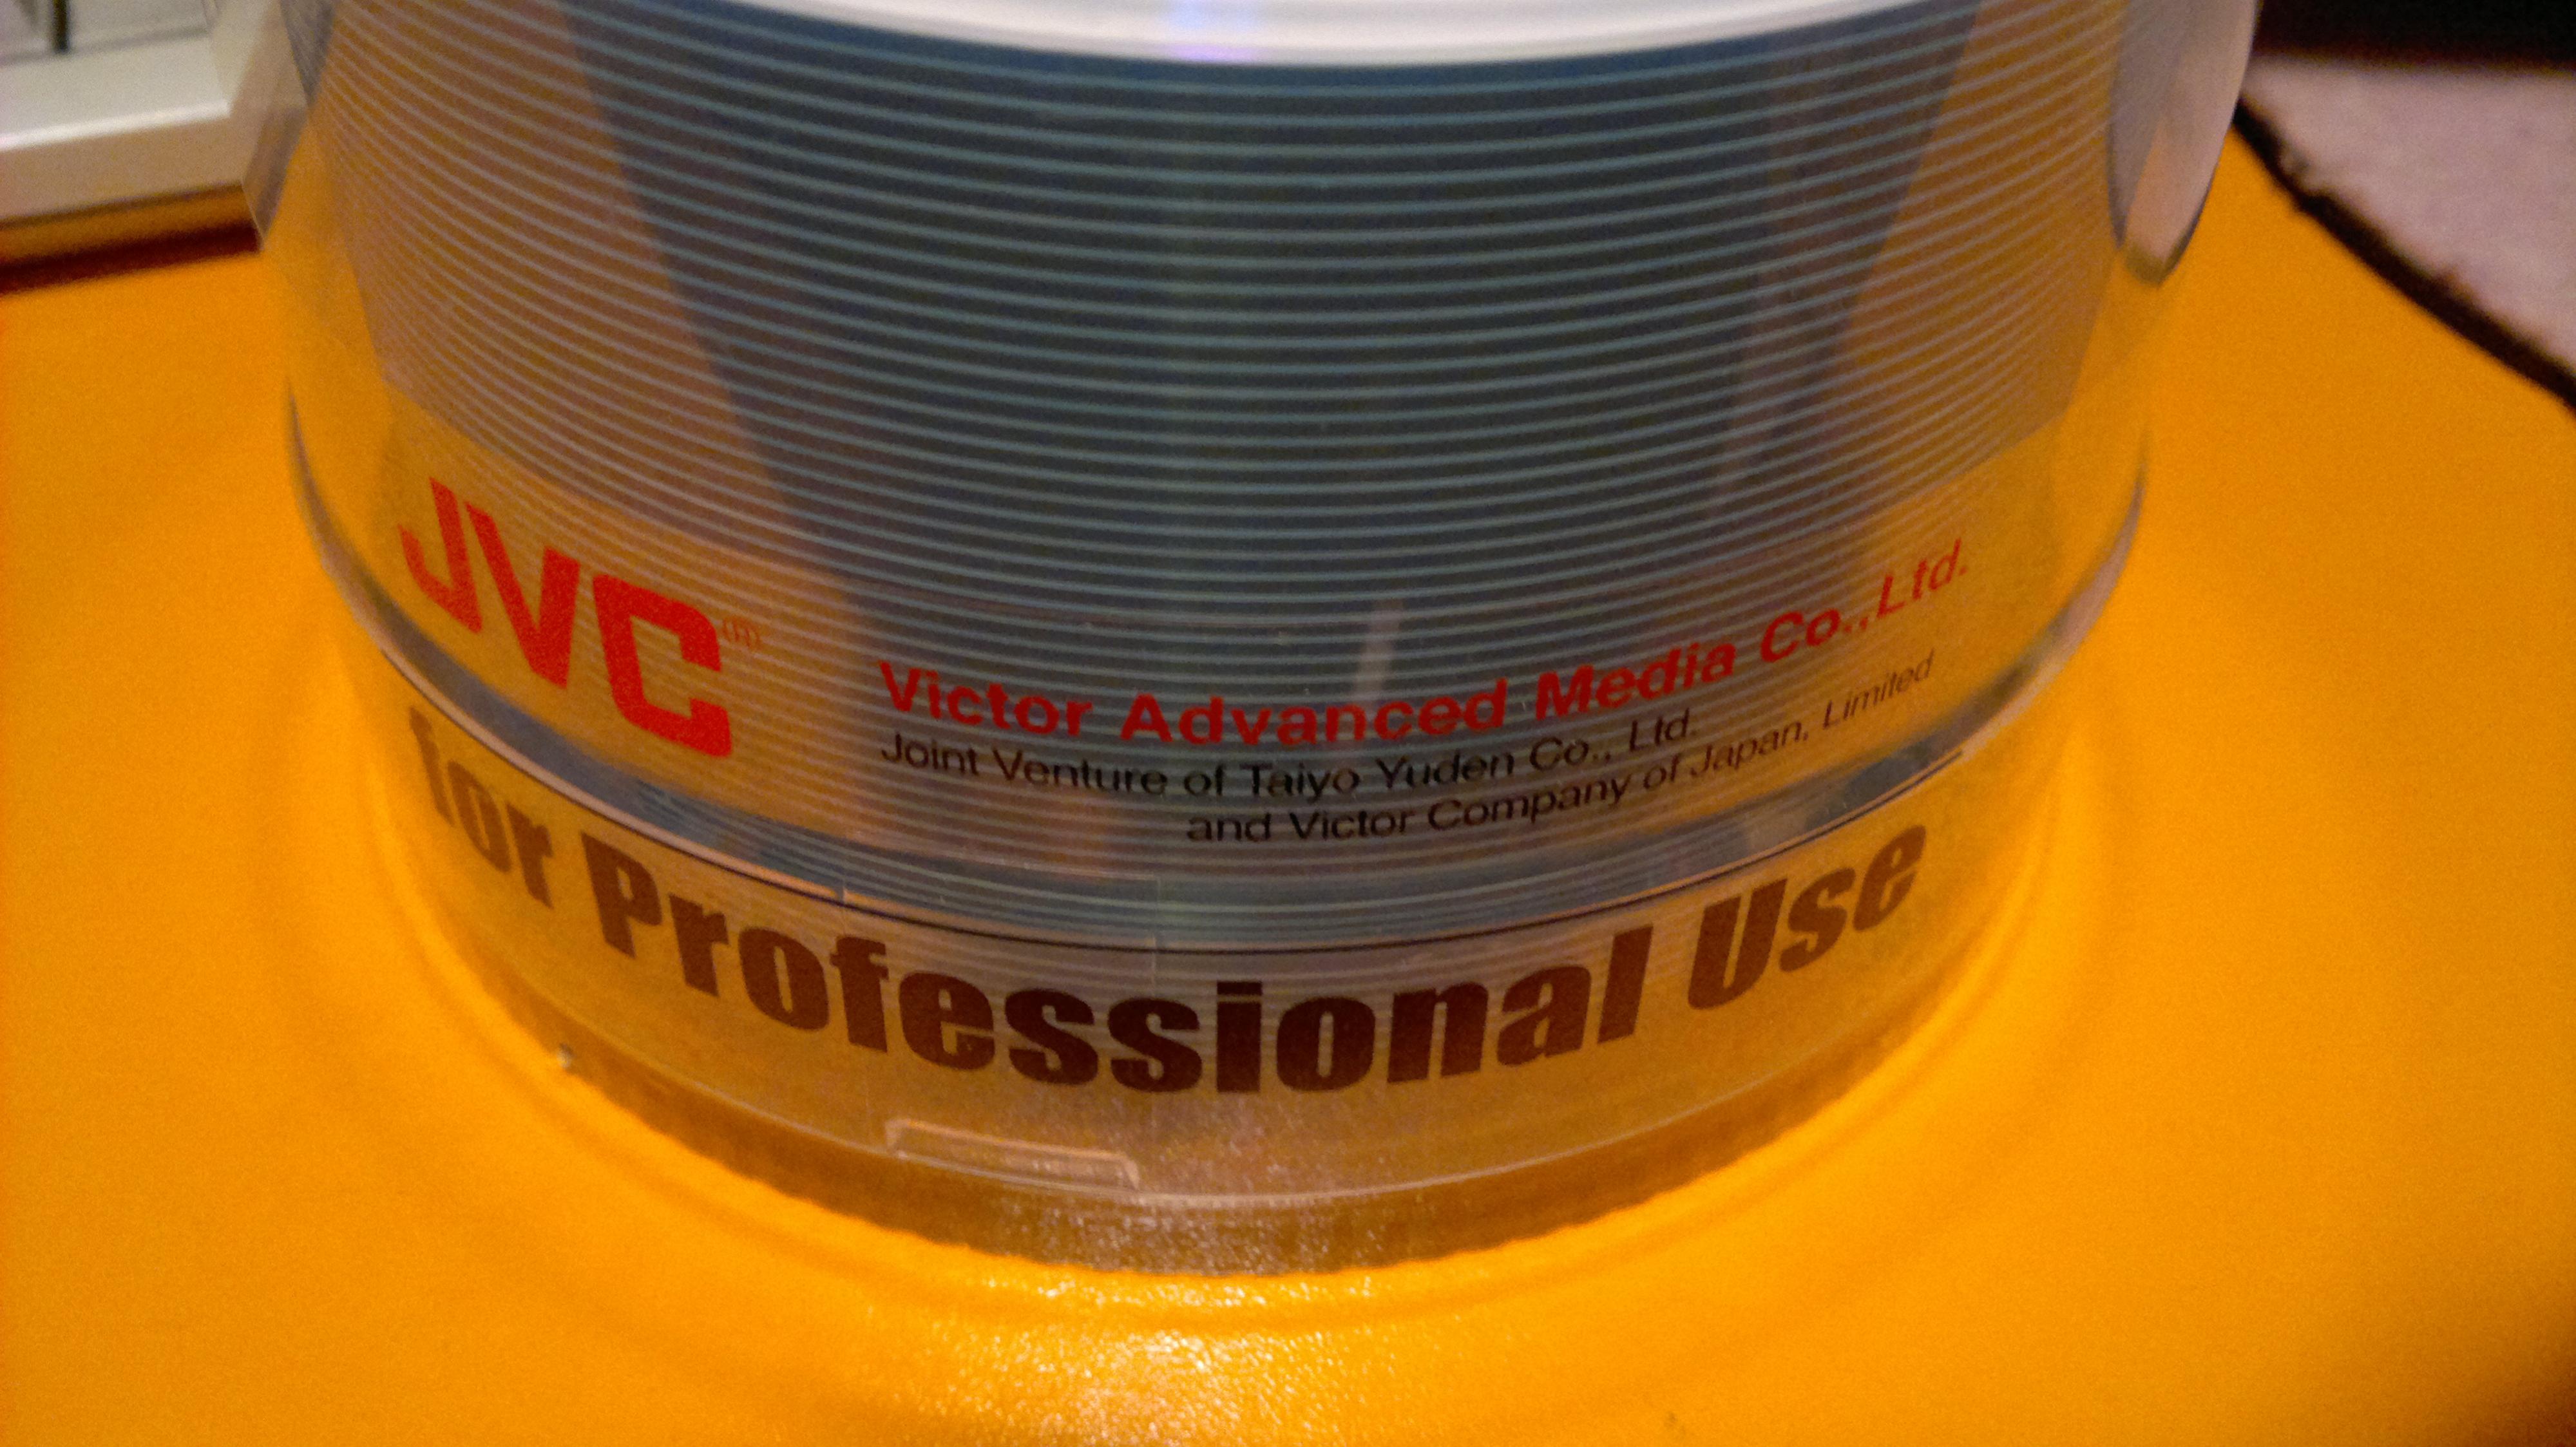 JVC (R)
Victor Advanced Media Co.,Ltd.
Joint Venture of Taiyo Yuden Co., Ltd.
and Victor Company of Japan, Limited
for Professional Use